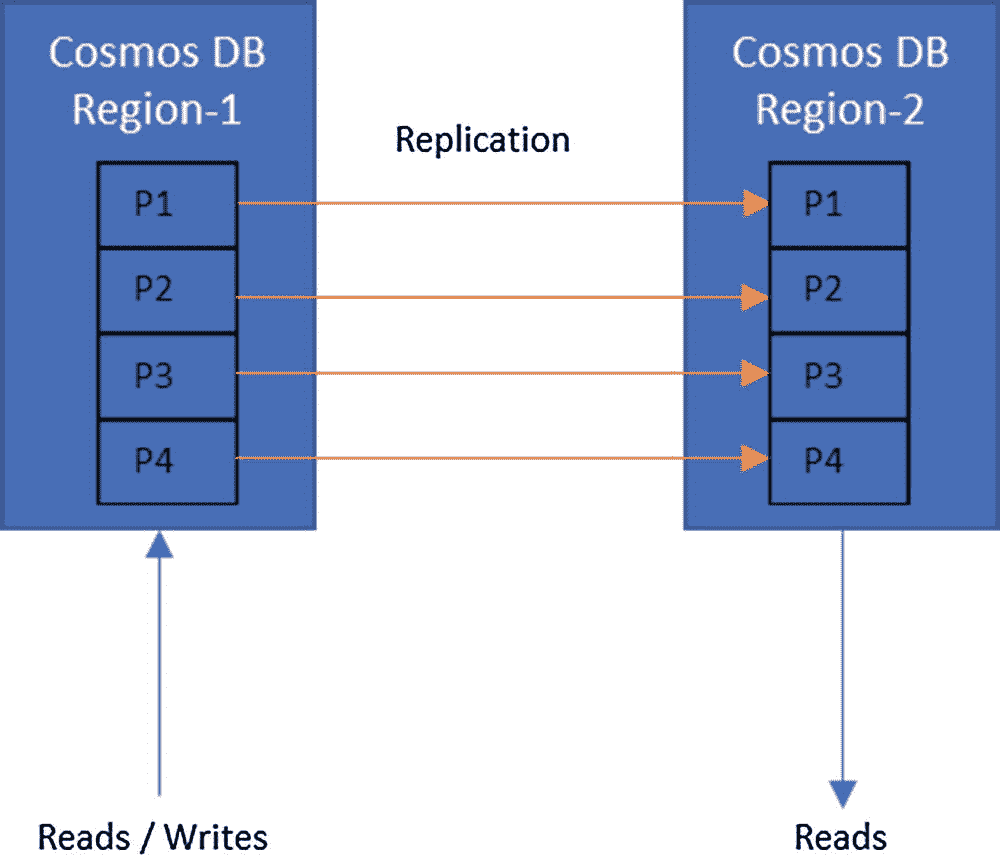 Cosmos DB
Region-1
P1
P2
P3
P4
Replication
Cosmos DB
Region-2
P1
P2
P3
P4
Reads / Writes
Reads